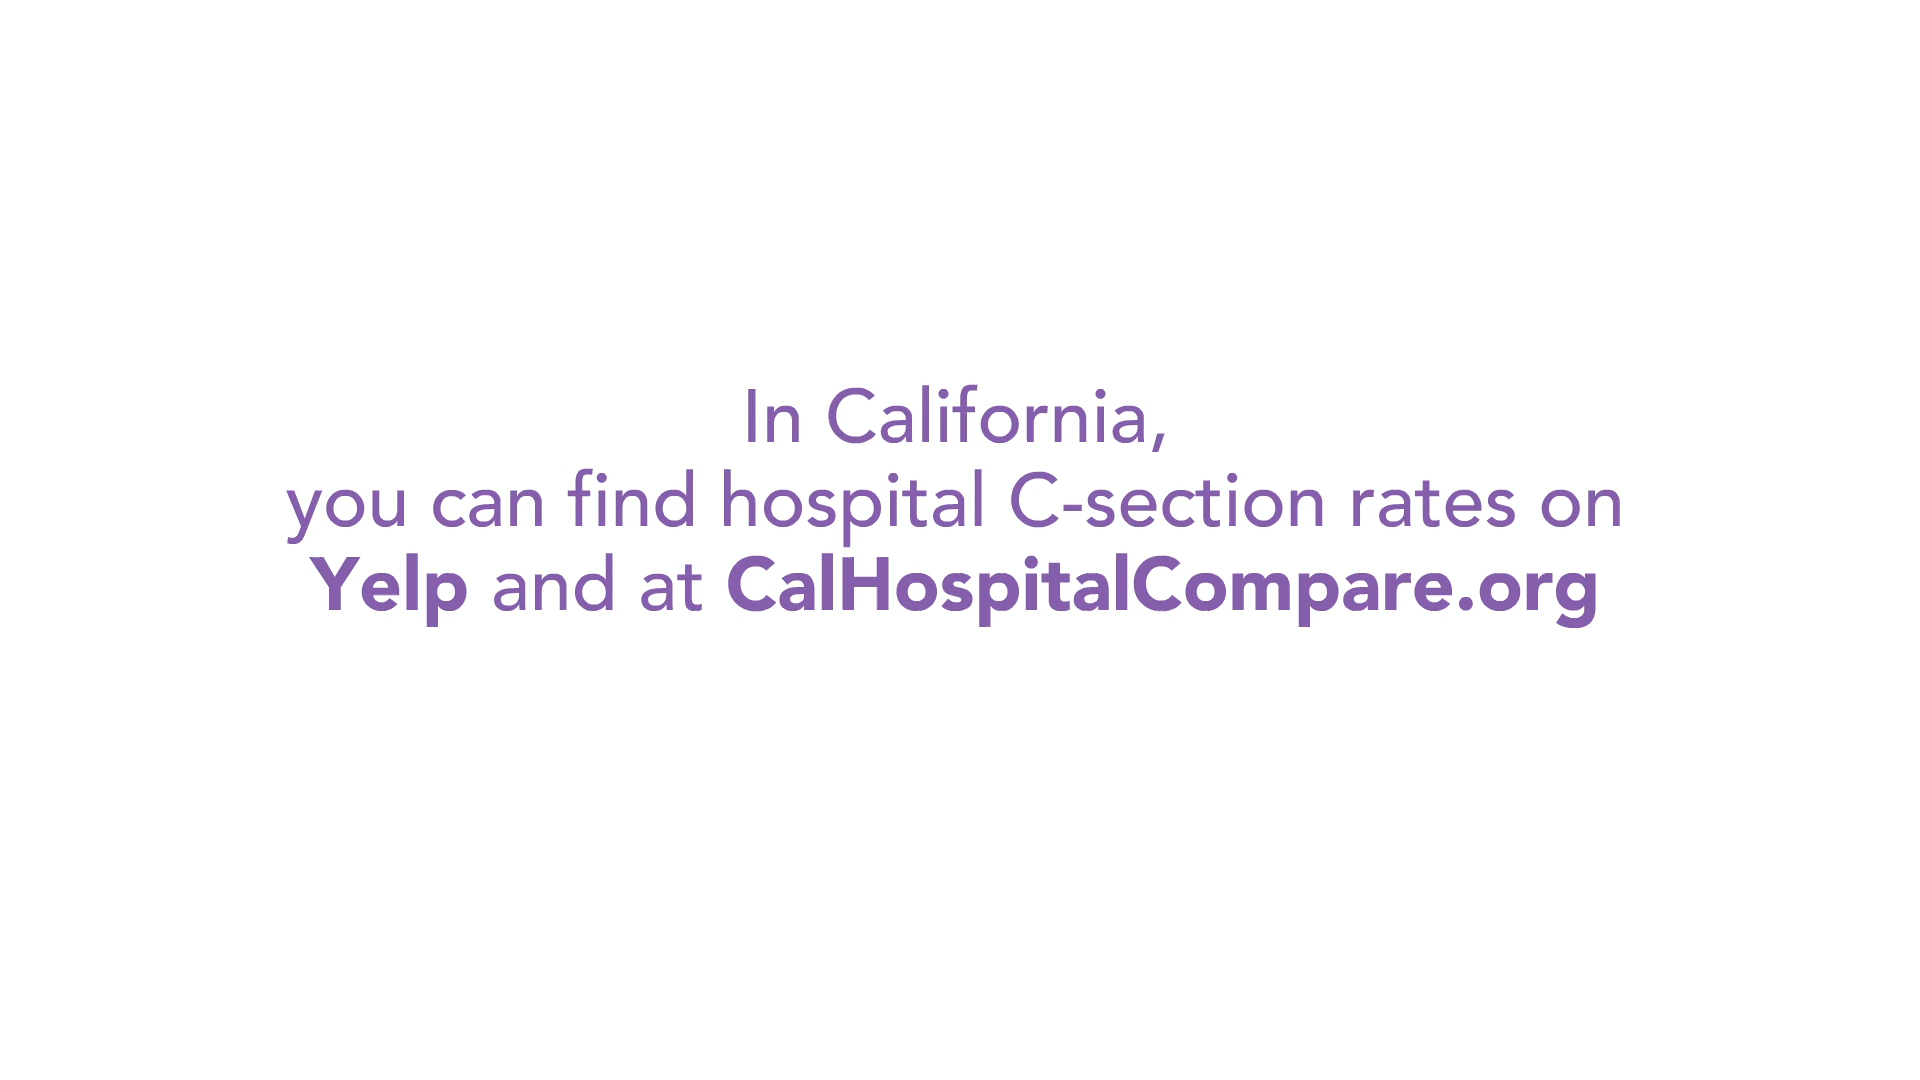 In California,
you can find hospital C-section rates on
Yelp and at CalHospitalCompare.org